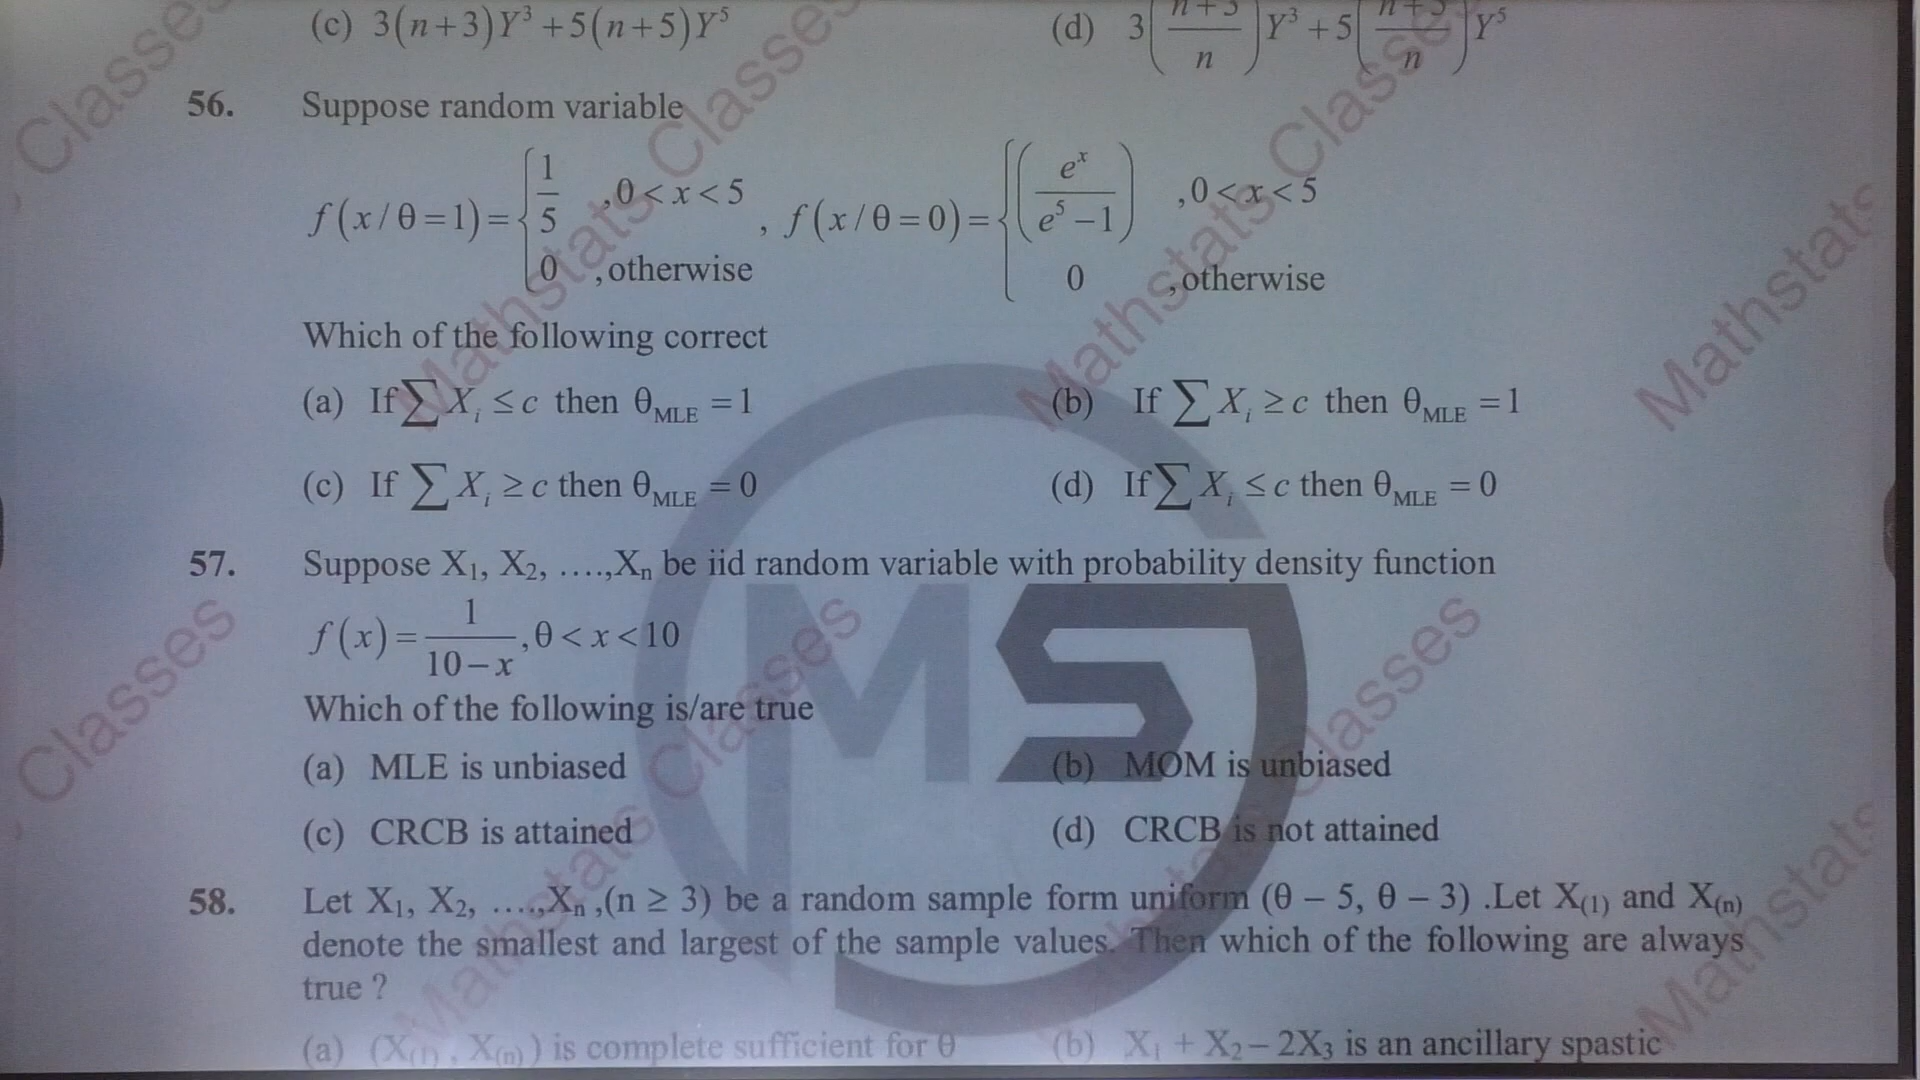 (c) 3(n+3)Y³+5(n+5)Y⁵ (d) 3((n+3)/n)Y³+5((n+5)/n)Y⁵
56. Suppose random variable
f(x/θ=1)={1/5 ,0<x<5 0 ,otherwise , f(x/θ=0)={(eˣ/(e⁵−1)) ,0<x<5 0 ,otherwise
Which of the following correct
(a) If ∑Xᵢ ≤ c then θ_MLE = 1 (b) If ∑Xᵢ ≥ c then θ_MLE = 1
(c) If ∑Xᵢ ≥ c then θ_MLE = 0 (d) If ∑Xᵢ ≤ c then θ_MLE = 0
57. Suppose X₁, X₂, ….,Xₙ be iid random variable with probability density function
f(x)=1/(10−x),θ<x<10
Which of the following is/are true
(a) MLE is unbiased (b) MOM is unbiased
(c) CRCB is attained (d) CRCB is not attained
58. Let X₁, X₂, ….,Xₙ ,(n ≥ 3) be a random sample form uniform (θ – 5, θ – 3) .Let X₍₁₎ and X₍ₙ₎
denote the smallest and largest of the sample values. Then which of the following are always
true ?
(a) (X₍₁₎ , X₍ₙ₎) is complete sufficient for θ (b) X₁ + X₂ – 2X₃ is an ancillary spastic
Mathstats Classes
MS